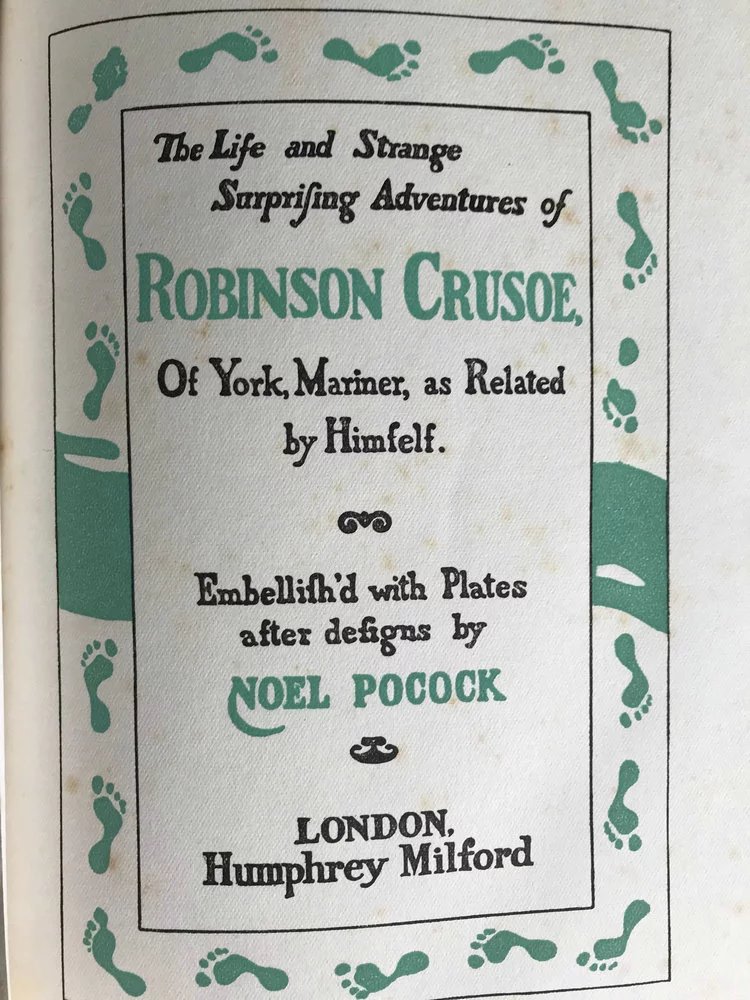 The Life and Strange
Surpriſing Adventures of
ROBINSON CRUSOE,
Of York, Mariner, as Related
by Himſelf.
Embelliſh'd with Plates
after deſigns by
NOEL POCOCK
LONDON,
Humphrey Milford